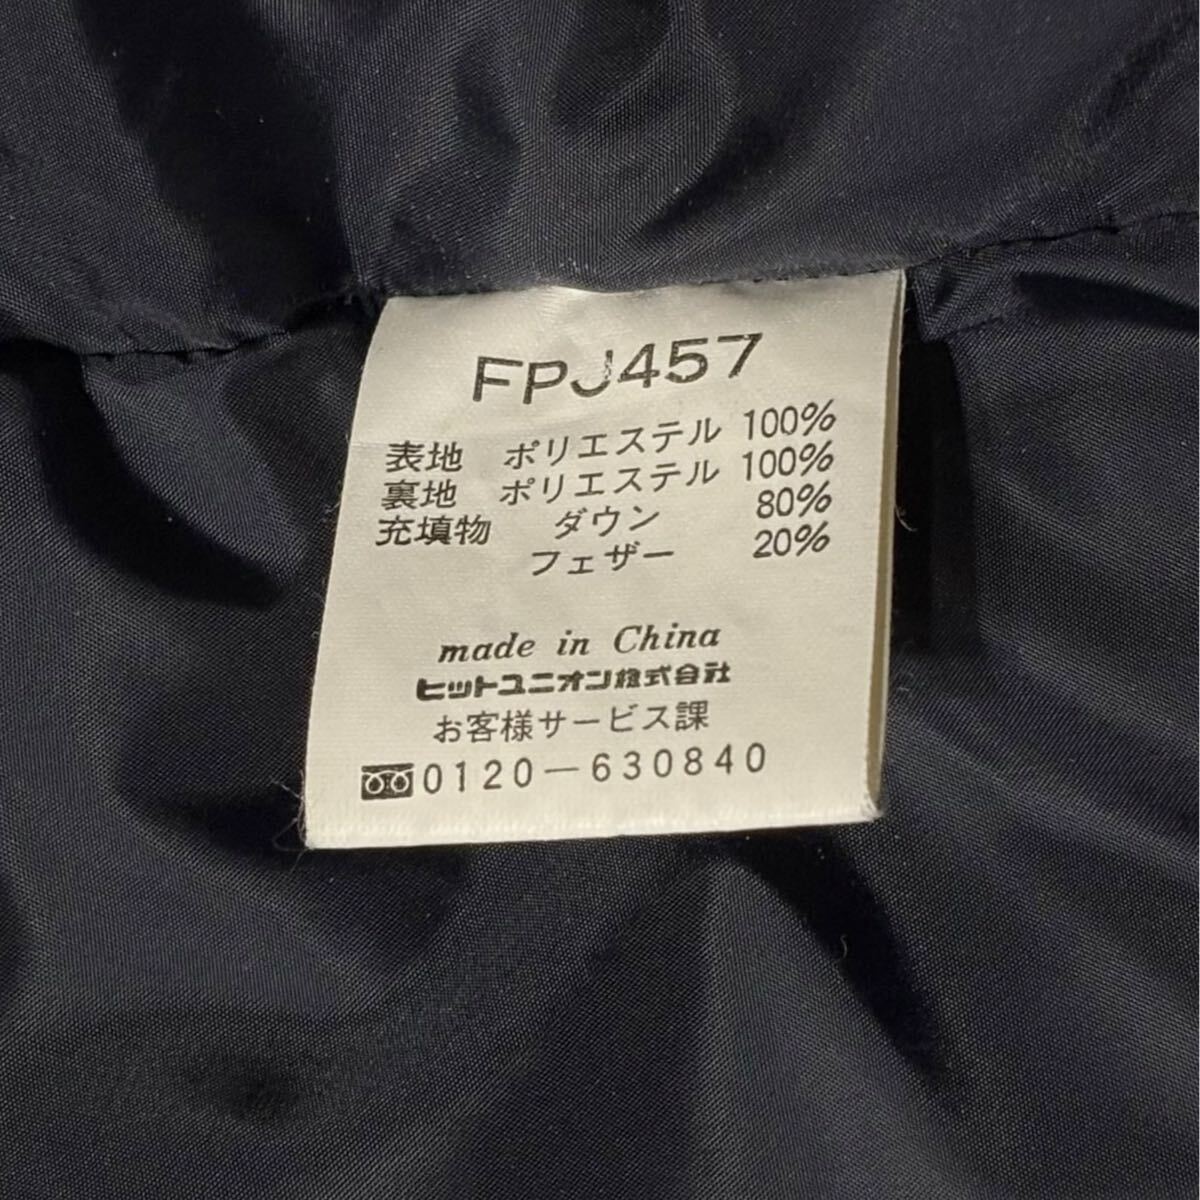 FPJ457
表地 ポリエステル 100%
裏地 ポリエステル 100%
充填物 ダウン 80%
フェザー 20%
made in China
ヒットユニオン株式会社
お客様サービス課
0120-630840